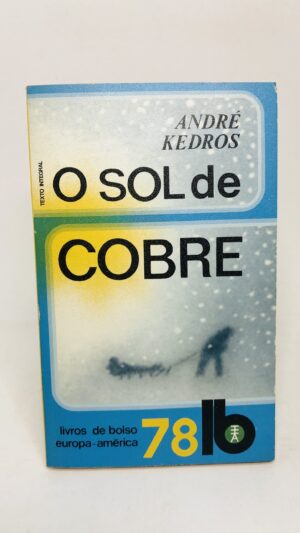 ANDRÉ
KEDROS
TEXTO INTEGRAL
O SOL de
COBRE
livros de bolso
europa-américa
78 lb